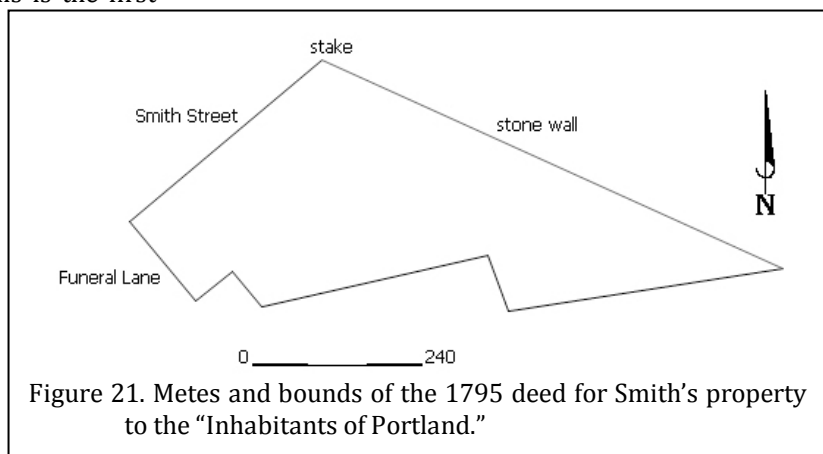 stake
Smith Street
stone wall
N
Funeral Lane
0 240
Figure 21. Metes and bounds of the 1795 deed for Smith’s property
to the “Inhabitants of Portland.”